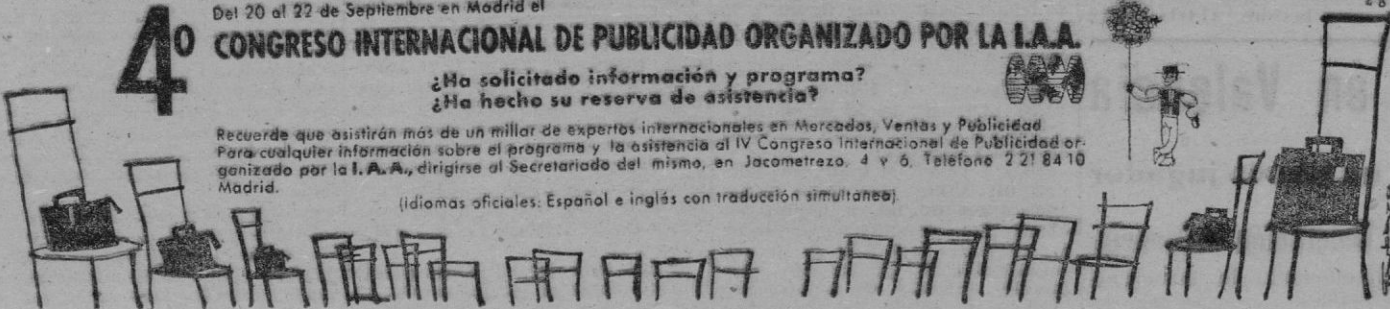 Del 20 al 22 de Septiembre en Madrid el
4º CONGRESO INTERNACIONAL DE PUBLICIDAD ORGANIZADO POR LA I.A.A.
¿Ha solicitado información y programa?
¿Ha hecho su reserva de asistencia?
Recuerde que asistirán más de un millar de expertos internacionales en Mercados, Ventas y Publicidad
Para cualquier información sobre el programa y la asistencia al IV Congreso Internacional de Publicidad or-
ganizado por la I. A. A., dirigirse al Secretariado del mismo, en Jacometrezo, 4 y 6. Teléfono 2 21 84 10
Madrid.
(Idiomas oficiales: Español e inglés con traducción simultánea)